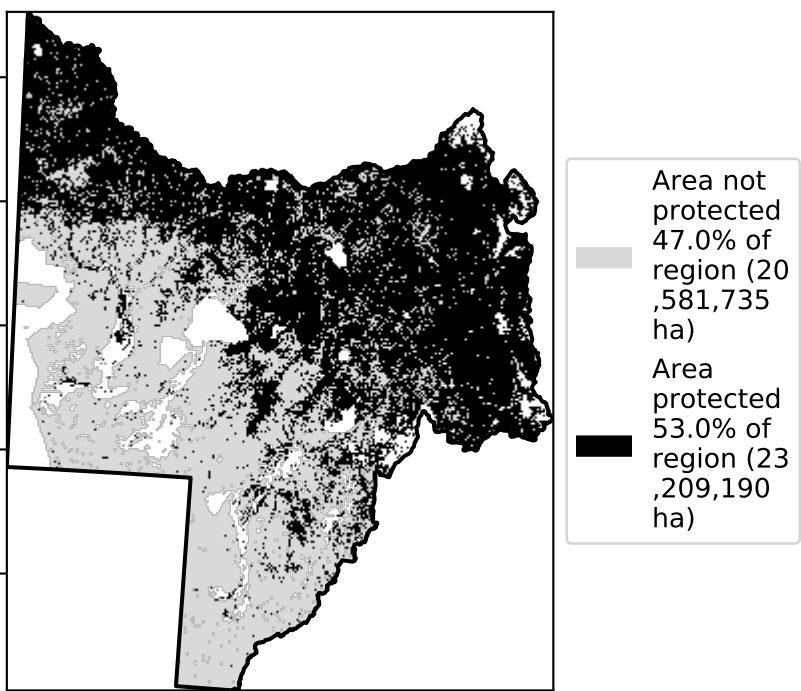 Area not
protected
47.0% of
region (20
,581,735
ha)
Area
protected
53.0% of
region (23
,209,190
ha)